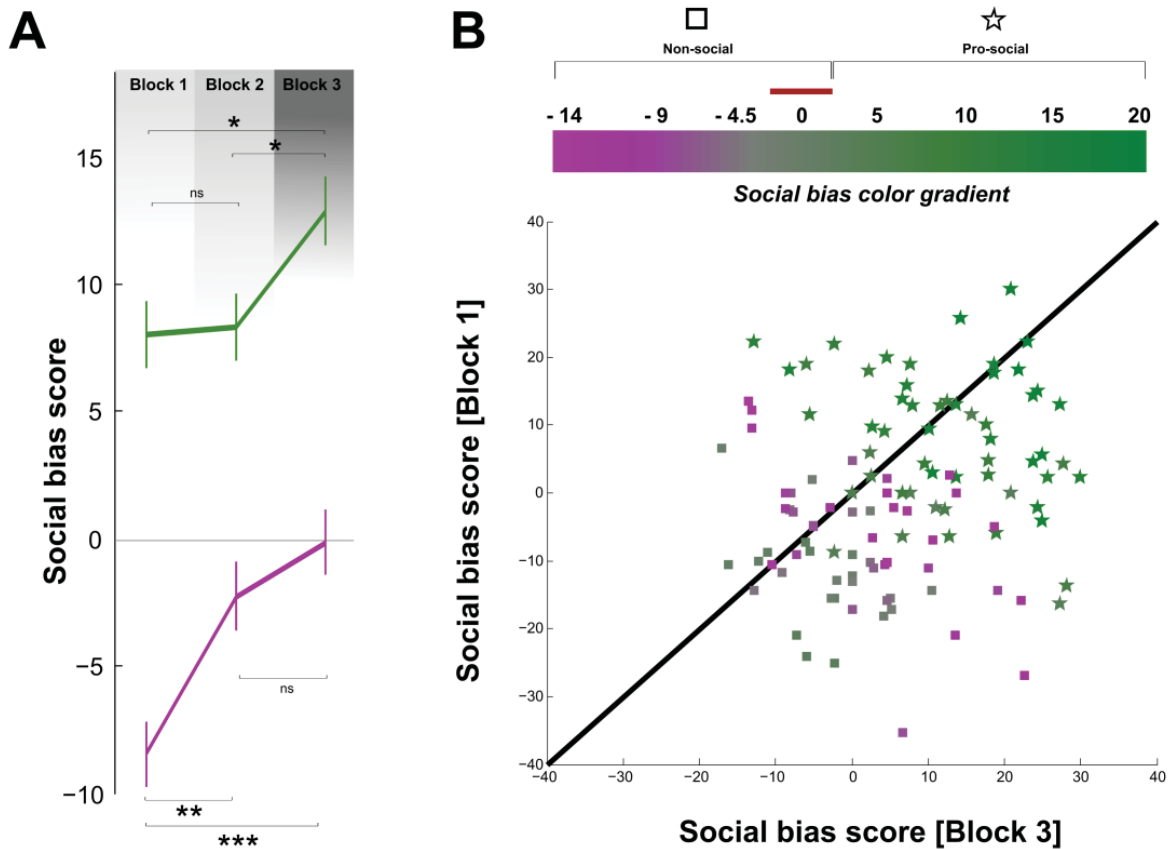 A
Block 1 Block 2 Block 3
*
*
ns
15
10
5
0
−5
−10
Social bias score
ns
**
***
B
Non-social Pro-social
- 14 -9 - 4.5 0 5 10 15 20
Social bias color gradient
40
30
20
10
0
−10
−20
−30
−40
Social bias score [Block 1]
−40 −30 −20 −10 0 10 20 30 40
Social bias score [Block 3]